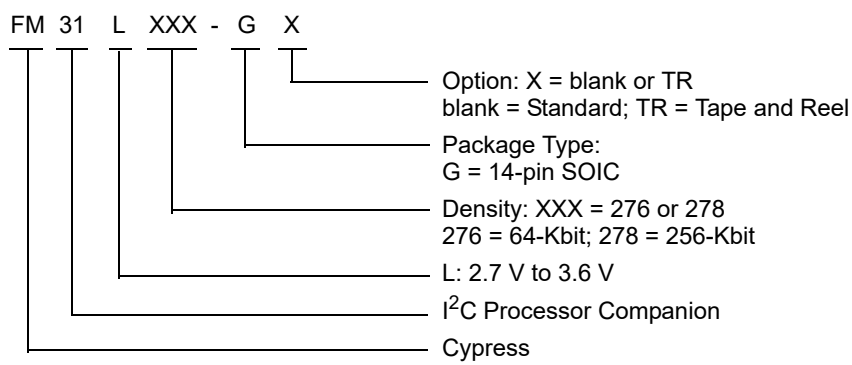 FM 31 L XXX - G X
Option: X = blank or TR
blank = Standard; TR = Tape and Reel
Package Type:
G = 14-pin SOIC
Density: XXX = 276 or 278
276 = 64-Kbit; 278 = 256-Kbit
L: 2.7 V to 3.6 V
I²C Processor Companion
Cypress